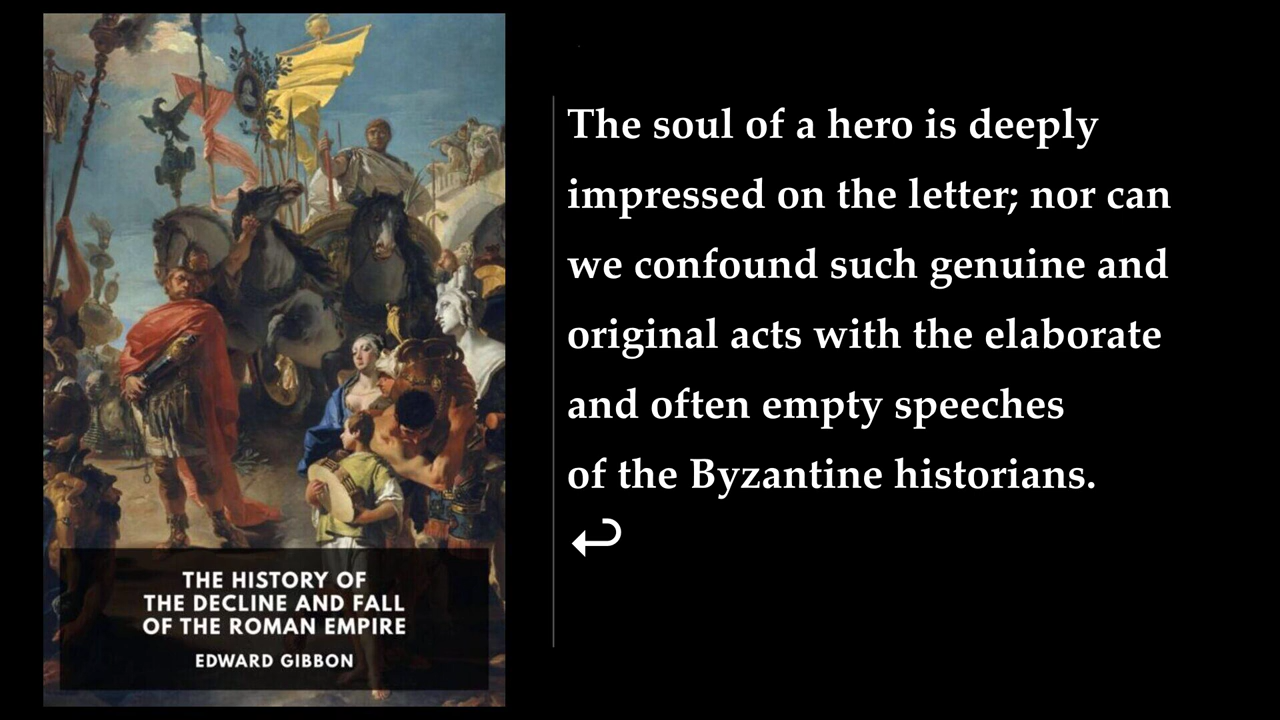 THE HISTORY OF
THE DECLINE AND FALL
OF THE ROMAN EMPIRE
EDWARD GIBBON
The soul of a hero is deeply
impressed on the letter; nor can
we confound such genuine and
original acts with the elaborate
and often empty speeches
of the Byzantine historians.
↩